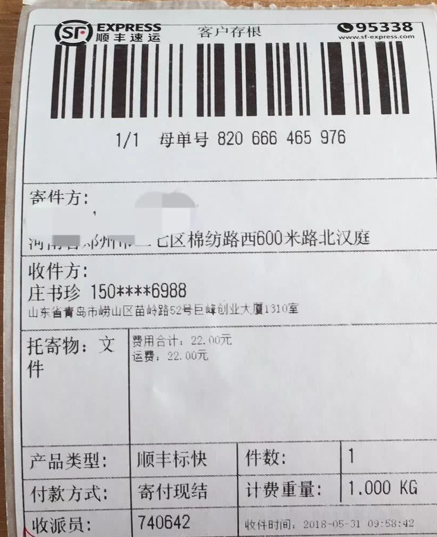 SF EXPRESS
顺丰速运
客户存根
95338
www.sf-express.com
1/1 母单号 820 666 465 976
寄件方:
河南省郑州市二七区棉纺路西600米路北汉庭
收件方:
庄书珍 150****6988
山东省青岛市崂山区苗岭路52号巨峰创业大厦1310室
托寄物: 文件
费用合计: 22.00元
运费: 22.00元
产品类型: 顺丰标快 件数: 1
付款方式: 寄付现结 计费重量: 1.000 KG
收派员: 740642 收件时间: 2018-05-31 09:58:42